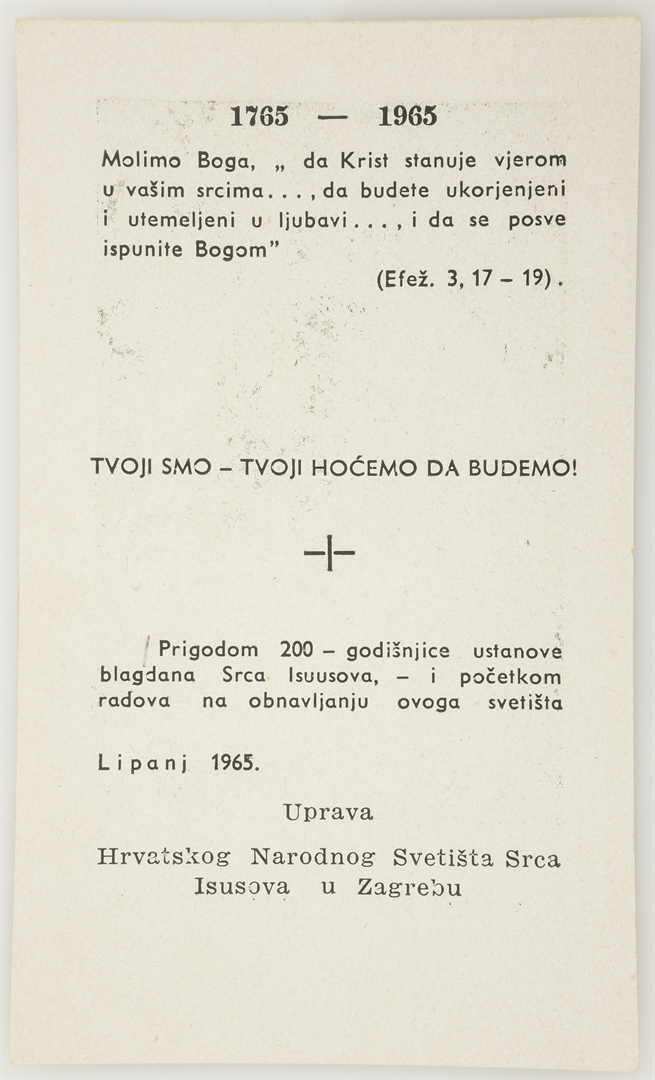 1765 — 1965
Molimo Boga, „ da Krist stanuje vjerom
u vašim srcima...,da budete ukorjenjeni
i utemeljeni u ljubavi...,i da se posve
ispunite Bogom”
(Efež. 3, 17 – 19).
TVOJI SMO – TVOJI HOĆEMO DA BUDEMO!
Prigodom 200 – godišnjice ustanove
blagdana Srca Isuusova, – i početkom
radova na obnavljanju ovoga svetišta
Lipanj 1965.
Uprava
Hrvatskog Narodnog Svetišta Srca
Isusova u Zagrebu